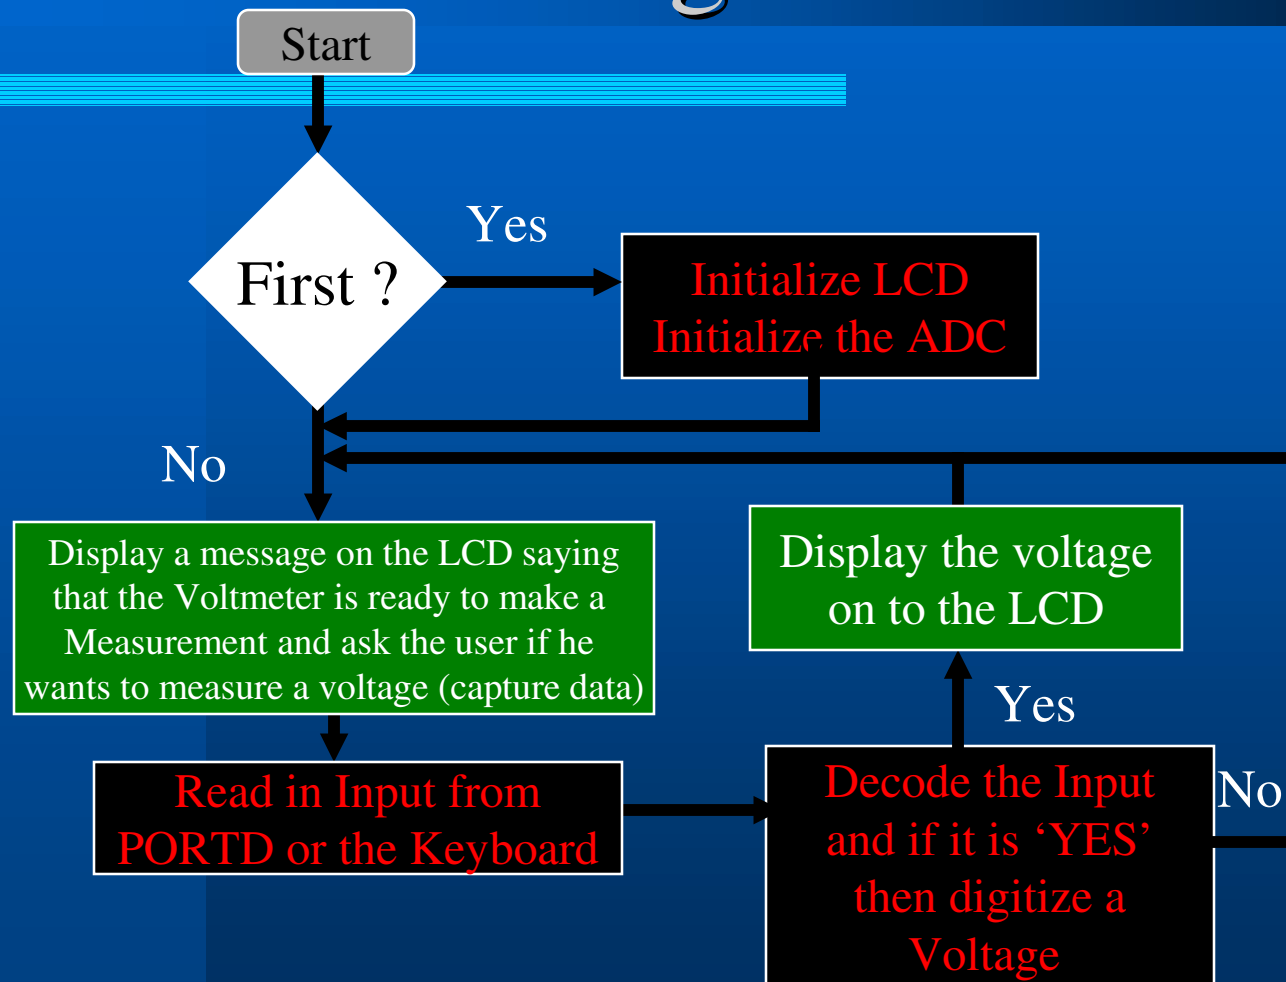 Start
First ?
Yes
Initialize LCD
Initialize the ADC
No
Display a message on the LCD saying
that the Voltmeter is ready to make a
Measurement and ask the user if he
wants to measure a voltage (capture data)
Read in Input from
PORTD or the Keyboard
Display the voltage
on to the LCD
Yes
Decode the Input
and if it is ‘YES’
then digitize a
Voltage
No